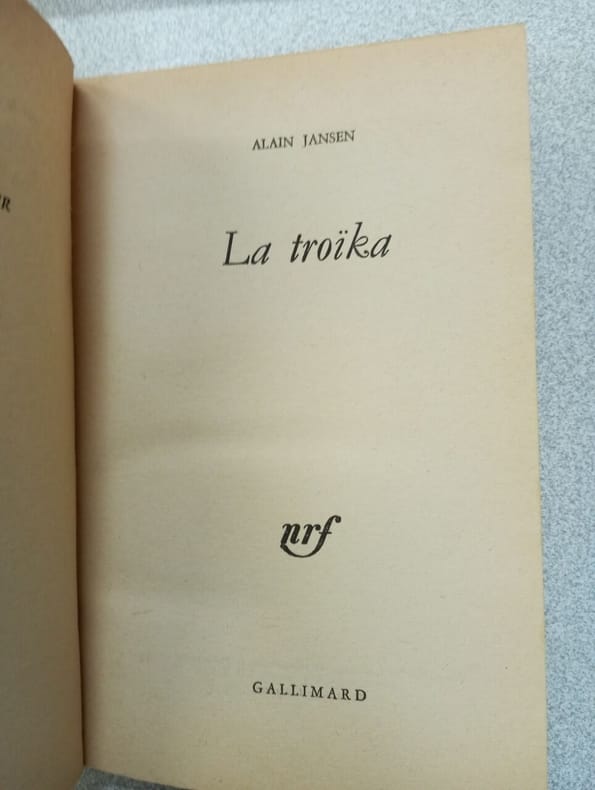 ALAIN JANSEN
La troïka
nrf
GALLIMARD